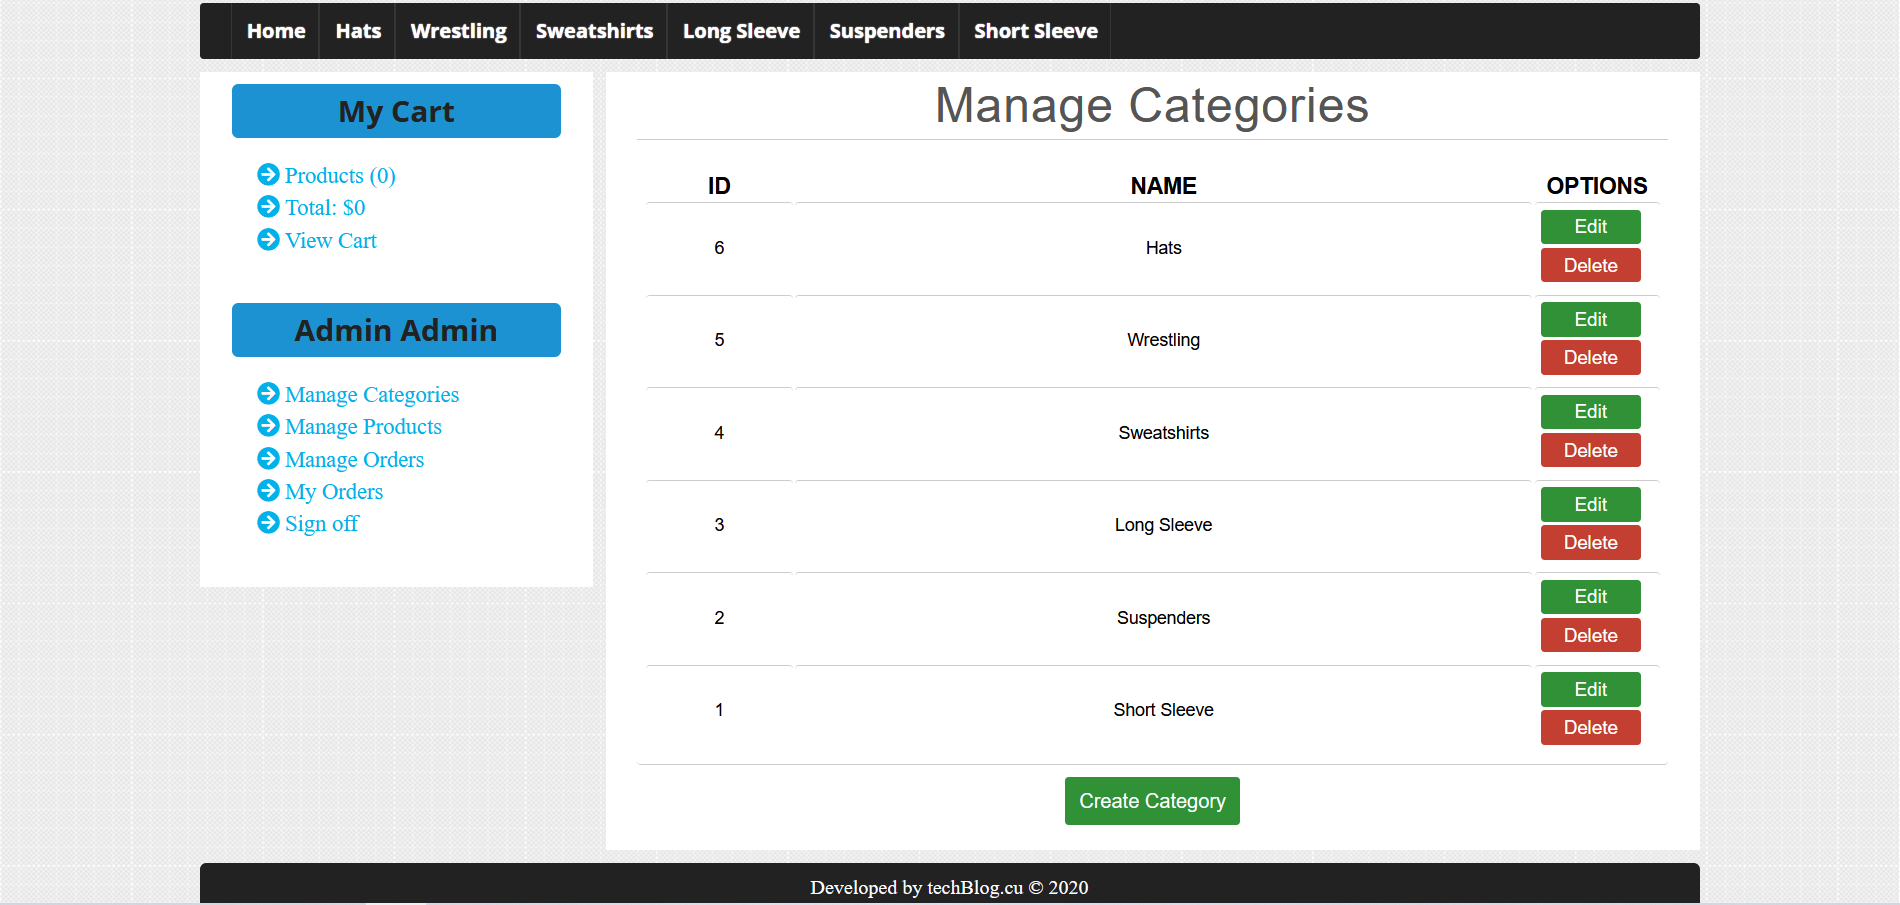 Home Hats Wrestling Sweatshirts Long Sleeve Suspenders Short Sleeve
My Cart
Products (0)
Total: $0
View Cart
Admin Admin
Manage Categories
Manage Products
Manage Orders
My Orders
Sign off
Manage Categories
ID NAME OPTIONS
6 Hats Edit
Delete
5 Wrestling Edit
Delete
4 Sweatshirts Edit
Delete
3 Long Sleeve Edit
Delete
2 Suspenders Edit
Delete
1 Short Sleeve Edit
Delete
Create Category
Developed by techBlog.cu © 2020